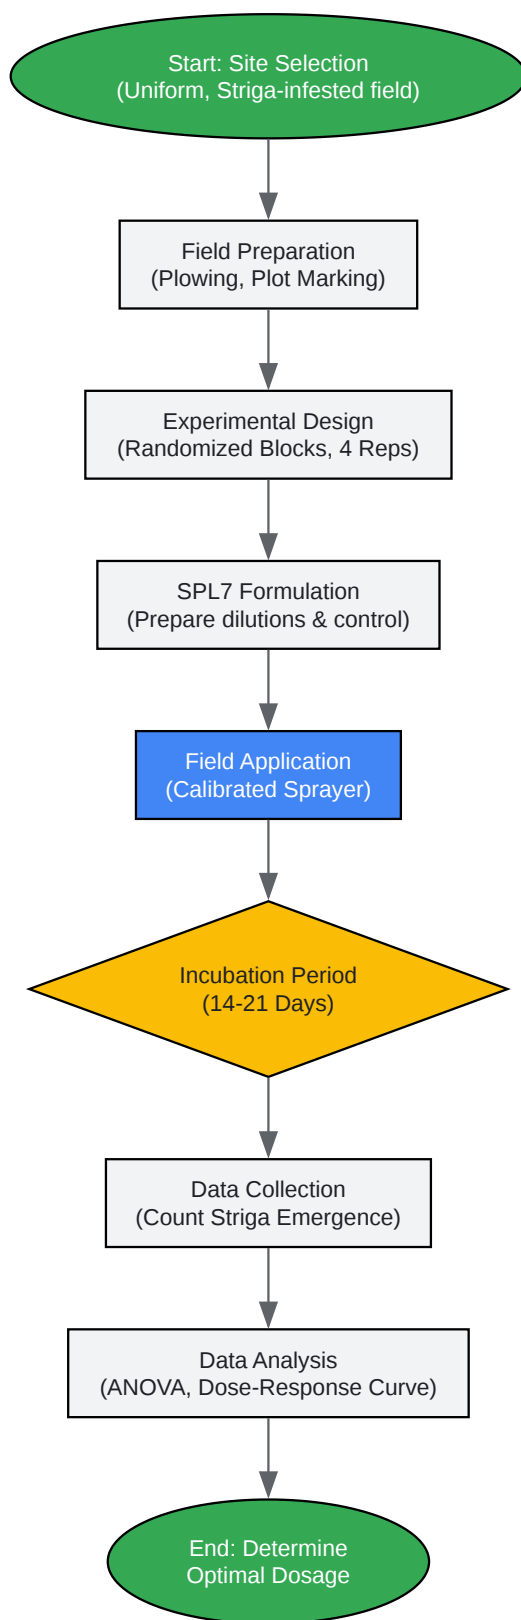 Start: Site Selection
(Uniform, Striga-infested field)
Field Preparation
(Plowing, Plot Marking)
Experimental Design
(Randomized Blocks, 4 Reps)
SPL7 Formulation
(Prepare dilutions & control)
Field Application
(Calibrated Sprayer)
Incubation Period
(14-21 Days)
Data Collection
(Count Striga Emergence)
Data Analysis
(ANOVA, Dose-Response Curve)
End: Determine
Optimal Dosage